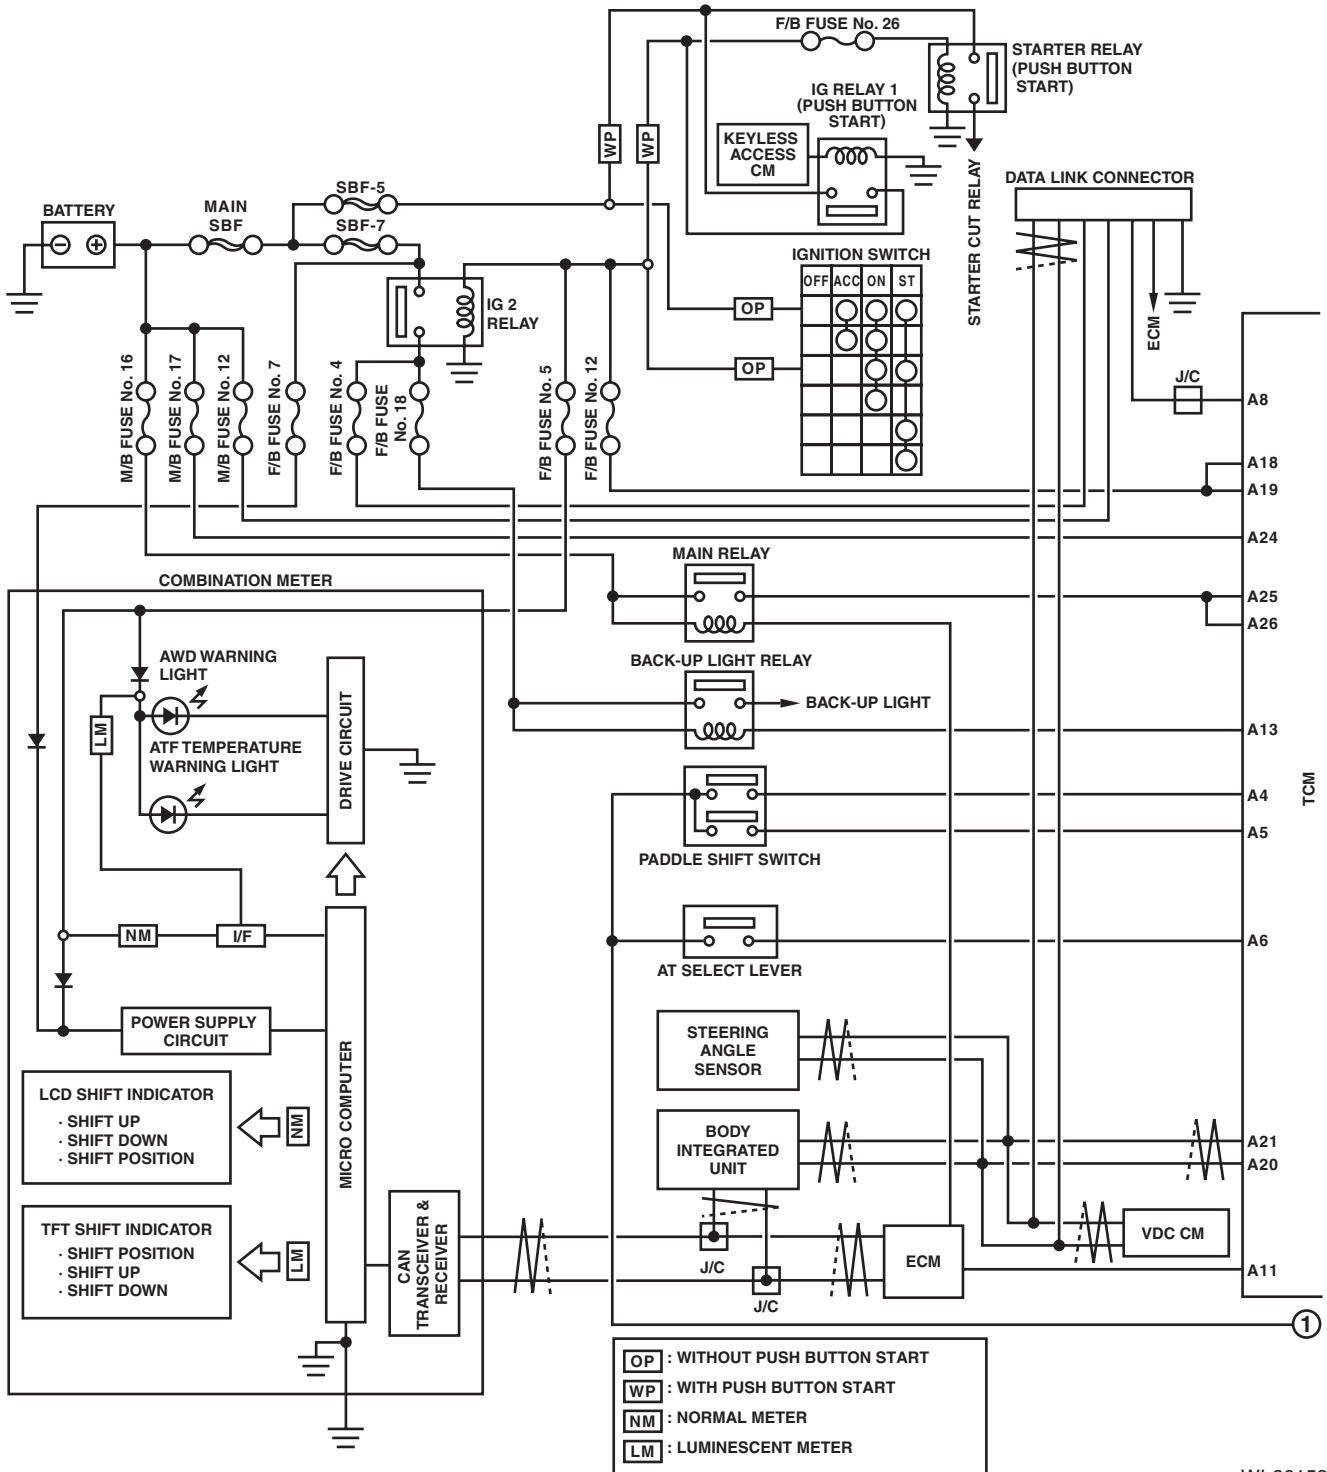 F/B FUSE No. 26
STARTER RELAY
(PUSH BUTTON
START)
IG RELAY 1
(PUSH BUTTON
START)
WP
WP
KEYLESS
ACCESS
CM
STARTER CUT RELAY
DATA LINK CONNECTOR
BATTERY
MAIN
SBF
SBF-5
SBF-7
IGNITION SWITCH
OFF ACC ON ST
OP
OP
IG 2
RELAY
ECM
J/C
A8
M/B FUSE No. 16
M/B FUSE No. 17
M/B FUSE No. 12
F/B FUSE No. 7
F/B FUSE No. 4
F/B FUSE
No. 18
F/B FUSE No. 5
F/B FUSE No. 12
A18
A19
A24
MAIN RELAY
A25
A26
COMBINATION METER
AWD WARNING
LIGHT
LM
ATF TEMPERATURE
WARNING LIGHT
DRIVE CIRCUIT
BACK-UP LIGHT RELAY
BACK-UP LIGHT
A13
TCM
A4
A5
PADDLE SHIFT SWITCH
NM
I/F
A6
AT SELECT LEVER
POWER SUPPLY
CIRCUIT
MICRO COMPUTER
STEERING
ANGLE
SENSOR
LCD SHIFT INDICATOR
· SHIFT UP
· SHIFT DOWN
· SHIFT POSITION
NM
BODY
INTEGRATED
UNIT
A21
A20
TFT SHIFT INDICATOR
· SHIFT POSITION
· SHIFT UP
· SHIFT DOWN
LM
CAN
TRANSCEIVER &
RECEIVER
J/C
J/C
ECM
VDC CM
A11
1
OP : WITHOUT PUSH BUTTON START
WP : WITH PUSH BUTTON START
NM : NORMAL METER
LM : LUMINESCENT METER